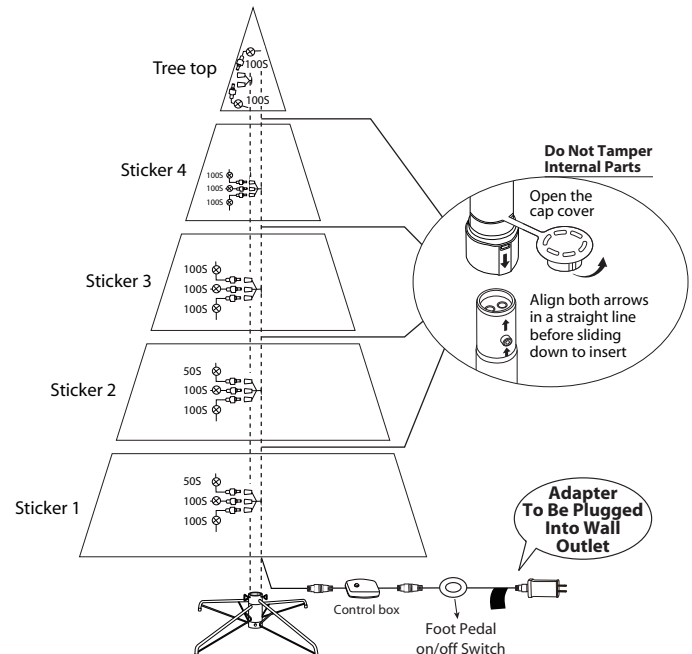 Tree top
100S
100S
Sticker 4
100S
100S
100S
Do Not Tamper
Internal Parts
Open the
cap cover
Align both arrows
in a straight line
before sliding
down to insert
Sticker 3
100S
100S
100S
Sticker 2
50S
100S
100S
Sticker 1
50S
100S
100S
Adapter
To Be Plugged
Into Wall
Outlet
Control box
Foot Pedal
on/off Switch